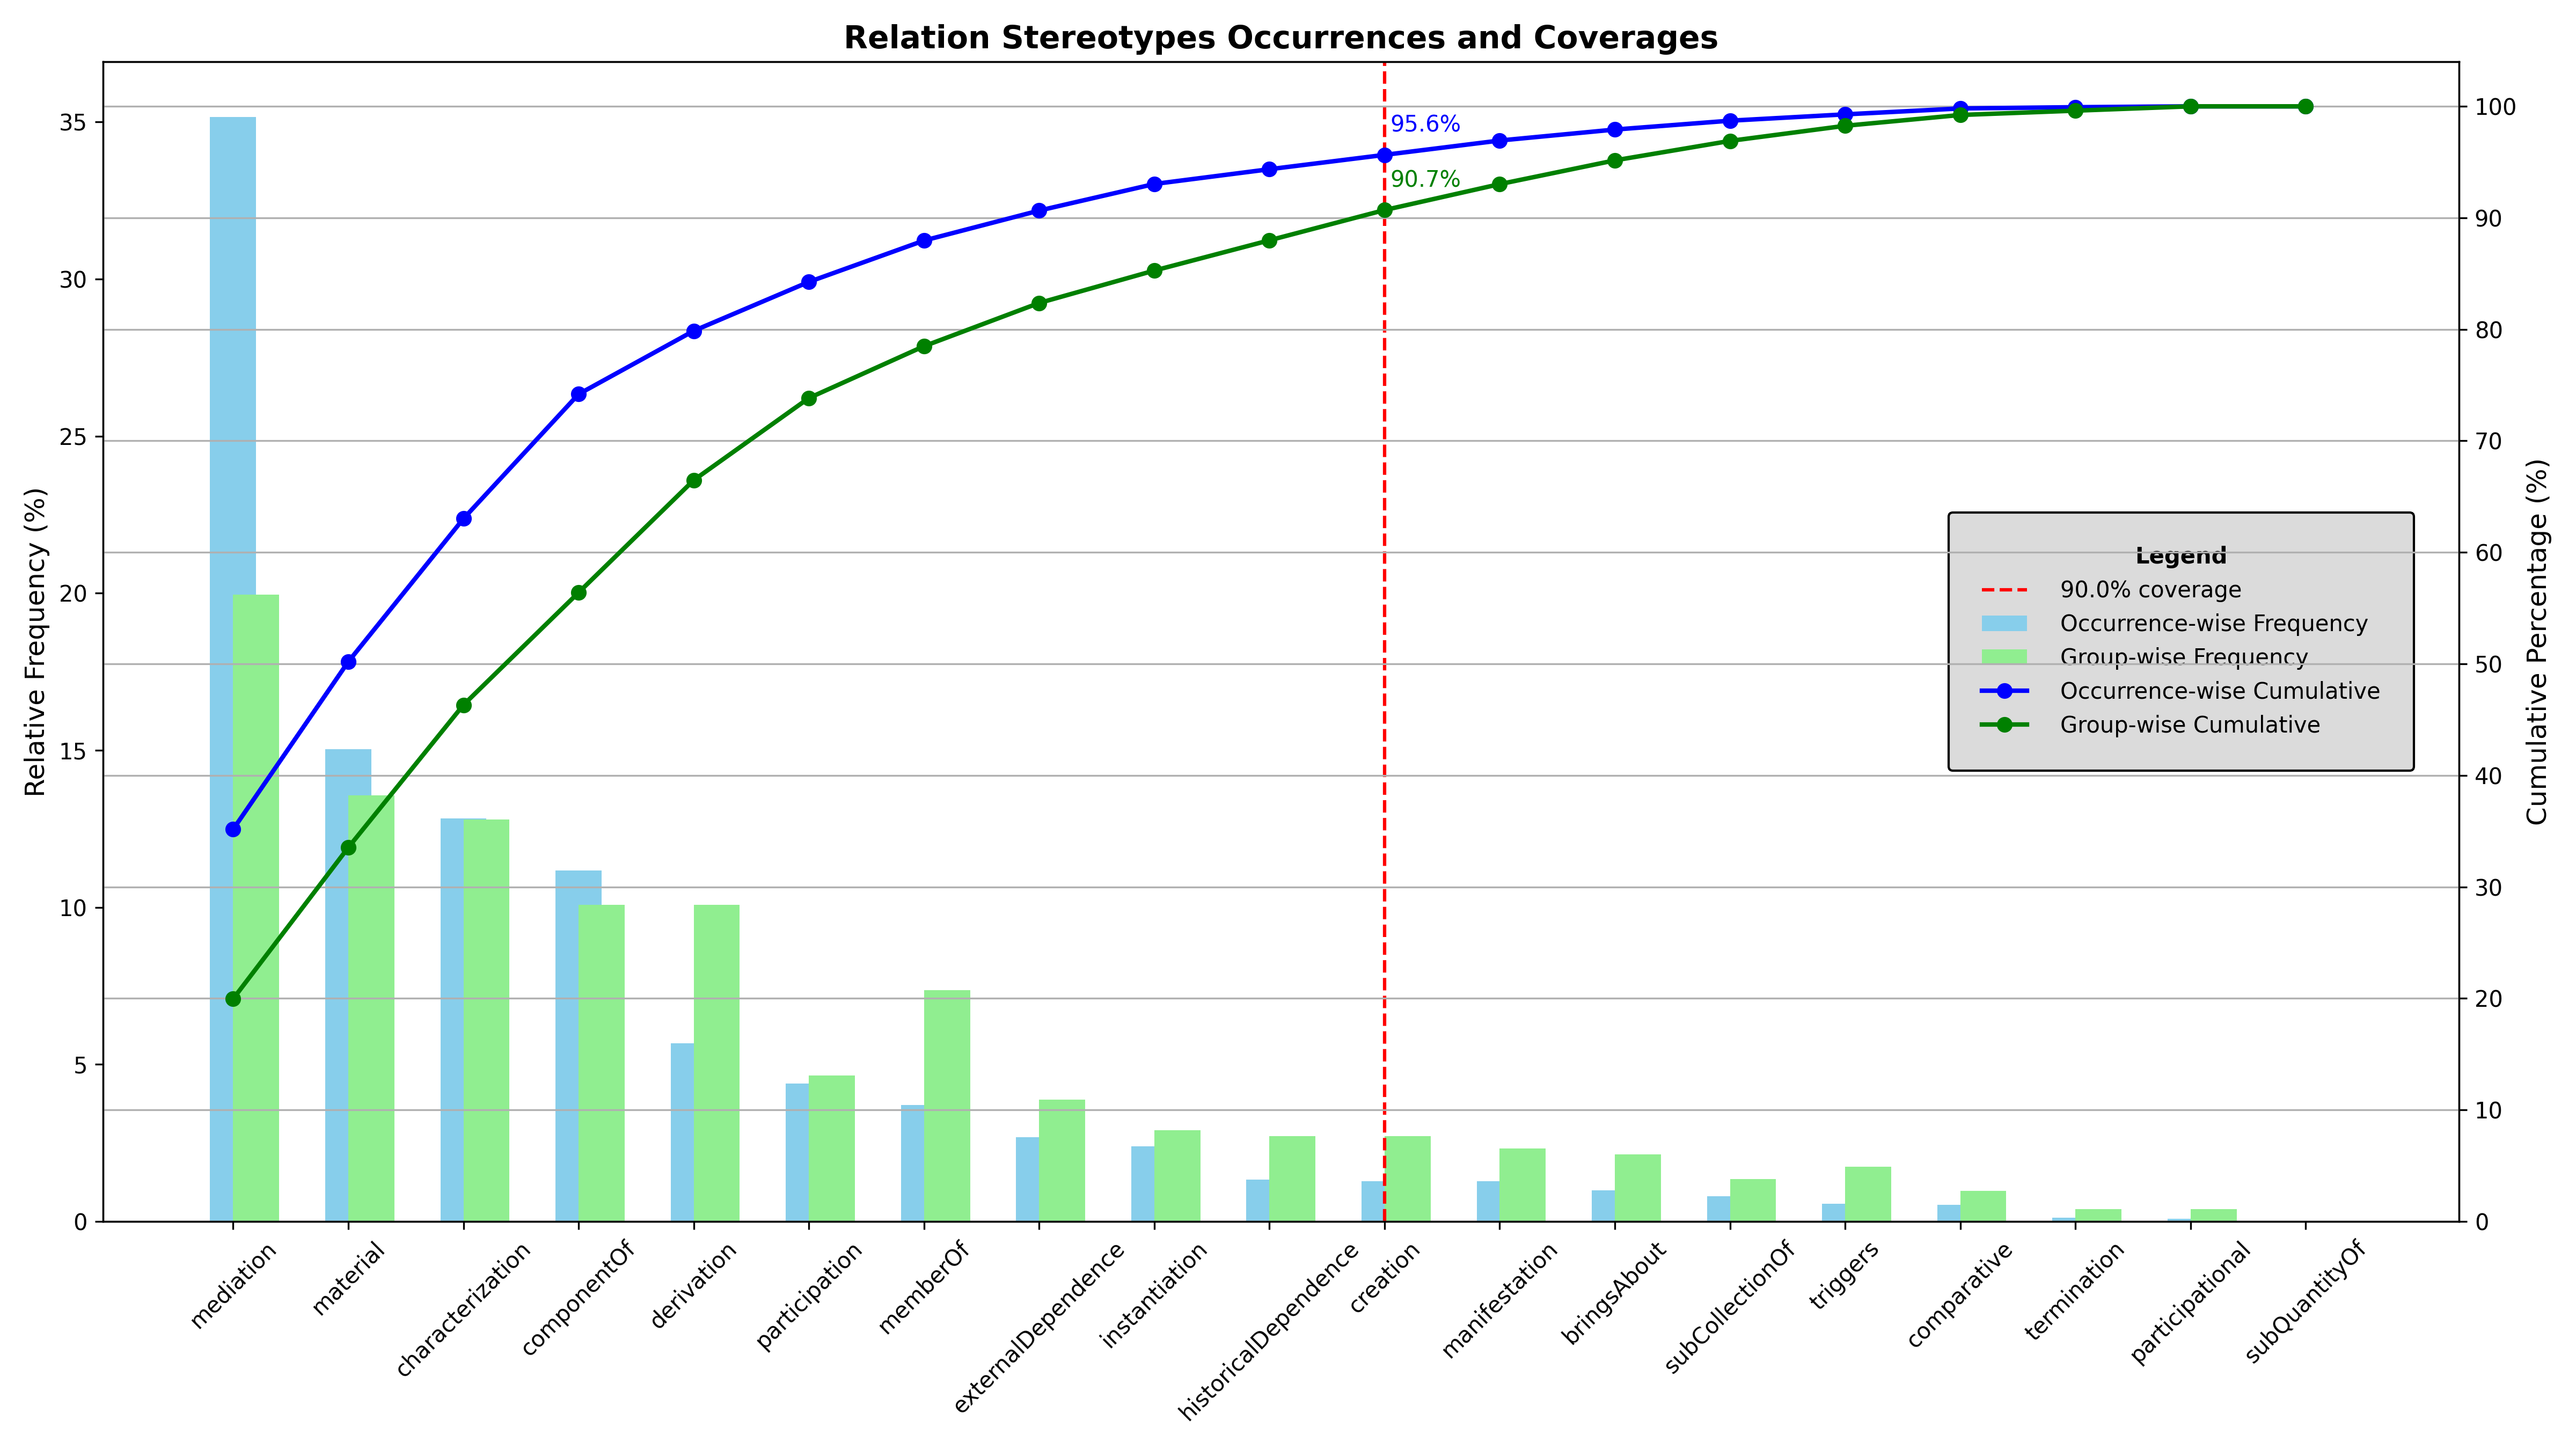 Relation Stereotypes Occurrences and Coverages
Relative Frequency (%)
35
30
25
20
15
10
5
0
95.6%
90.7%
100
90
80
70
60
50
40
30
20
10
0
Cumulative Percentage (%)
Legend
90.0% coverage
Occurrence-wise Frequency
Group-wise Frequency
Occurrence-wise Cumulative
Group-wise Cumulative
mediation
material
characterization
componentOf
derivation
participation
memberOf
externalDependence
instantiation
historicalDependence
creation
manifestation
bringsAbout
subCollectionOf
triggers
comparative
termination
participational
subQuantityOf